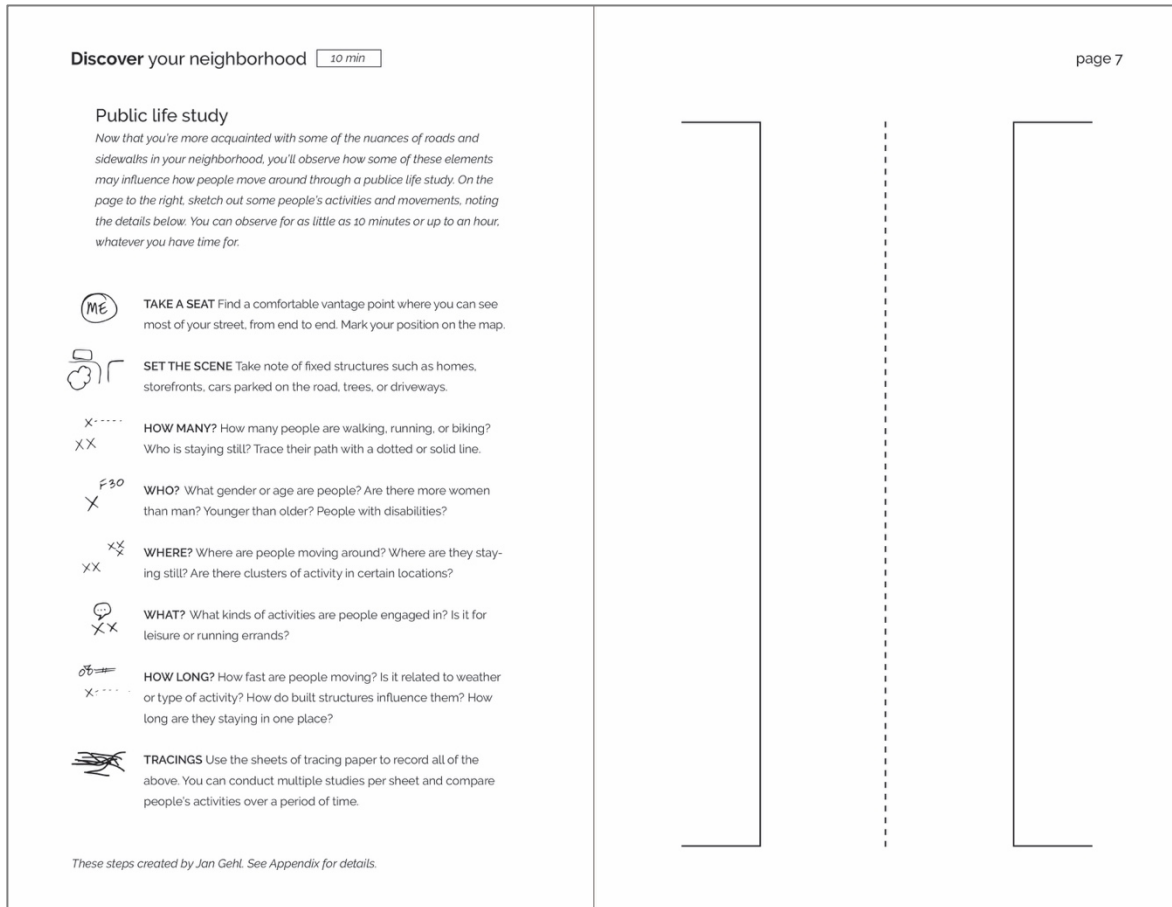 Discover your neighborhood 10 min
page 7
Public life study
Now that you're more acquainted with some of the nuances of roads and
sidewalks in your neighborhood, you'll observe how some of these elements
may influence how people move around through a publice life study. On the
page to the right, sketch out some people's activities and movements, noting
the details below. You can observe for as little as 10 minutes or up to an hour,
whatever you have time for.
ME
TAKE A SEAT Find a comfortable vantage point where you can see
most of your street, from end to end. Mark your position on the map.
SET THE SCENE Take note of fixed structures such as homes,
storefronts, cars parked on the road, trees, or driveways.
X
XX
HOW MANY? How many people are walking, running, or biking?
Who is staying still? Trace their path with a dotted or solid line.
F30
X
WHO? What gender or age are people? Are there more women
than man? Younger than older? People with disabilities?
XX
X
XX
WHERE? Where are people moving around? Where are they stay-
ing still? Are there clusters of activity in certain locations?
XX
WHAT? What kinds of activities are people engaged in? Is it for
leisure or running errands?
X
HOW LONG? How fast are people moving? Is it related to weather
or type of activity? How do built structures influence them? How
long are they staying in one place?
TRACINGS Use the sheets of tracing paper to record all of the
above. You can conduct multiple studies per sheet and compare
people's activities over a period of time.
These steps created by Jan Gehl. See Appendix for details.